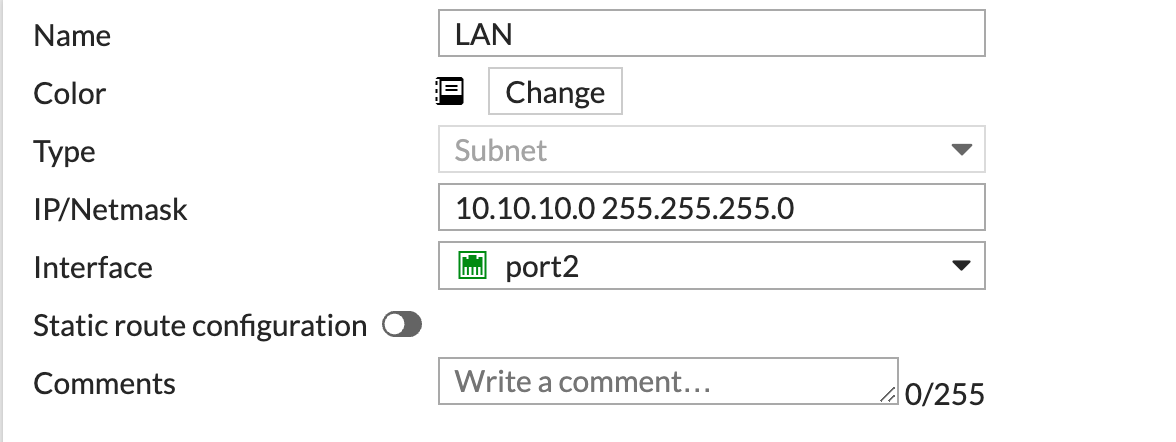 Name LAN
Color Change
Type Subnet
IP/Netmask 10.10.10.0 255.255.255.0
Interface port2
Static route configuration
Comments Write a comment... 0/255